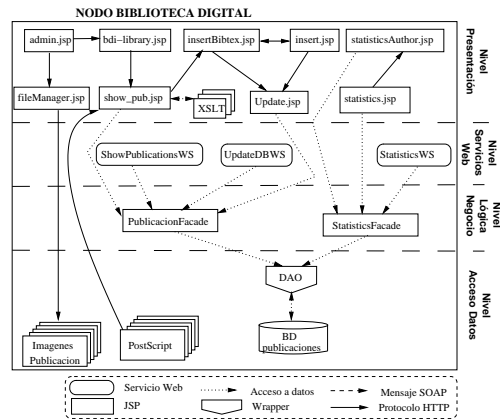 NODO BIBLIOTECA DIGITAL
admin.jsp
bdi-library.jsp
insertBibtex.jsp
insert.jsp
statisticsAuthor.jsp
fileManager.jsp
show_pub.jsp
XSLT
Update.jsp
statistics.jsp
Nivel
Presentación
ShowPublicationsWS
UpdateDBWS
StatisticsWS
Nivel
Servicios
Web
PublicacionFacade
StatisticsFacade
Nivel
Lógica
Negocio
DAO
Imagenes
Publicacion
PostScript
BD
publicaciones
Nivel
Acceso Datos
Servicio Web
Acceso a datos
Mensaje SOAP
JSP
Wrapper
Protocolo HTTP